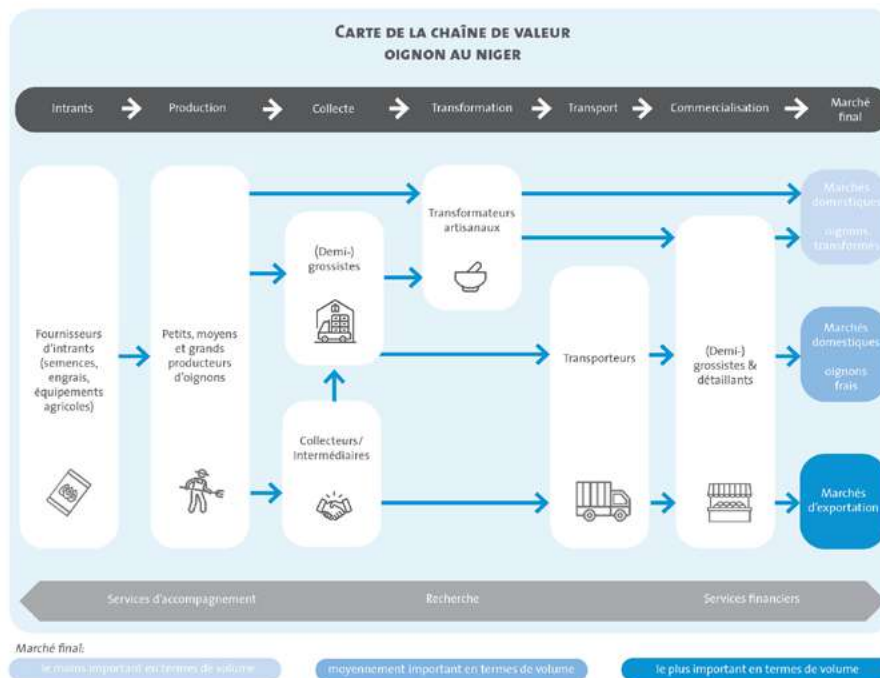 CARTE DE LA CHAÎNE DE VALEUR
OIGNON AU NIGER
Intrants
Production
Collecte
Transformation
Transport
Commercialisation
Marché
final
Fournisseurs
d'intrants
(semences,
engrais,
équipements
agricoles)
Petits, moyens
et grands
producteurs
d'oignons
(Demi-)
grossistes
Collecteurs/
Intermédiaires
Transformateurs
artisanaux
Transporteurs
(Demi-)
grossistes &
détaillants
Marchés
domestiques
oignons
transformés
Marchés
domestiques
oignons
frais
Marchés
d'exportation
Services d'accompagnement
Recherche
Services financiers
Marché final:
le moins important en termes de volume
moyennement important en termes de volume
le plus important en termes de volume